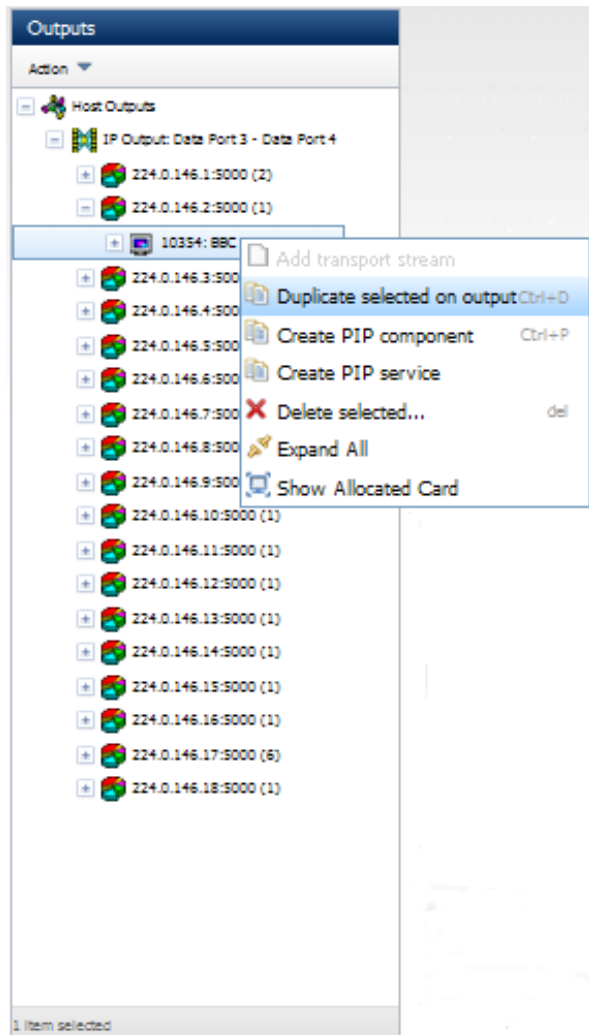 Outputs
Action
Host Outputs
IP Output: Data Port 3 - Data Port 4
224.0.146.1:5000 (2)
224.0.146.2:5000 (1)
10354: BBC
224.0.146.3:500
224.0.146.4:500
224.0.146.5:500
224.0.146.6:500
224.0.146.7:500
224.0.146.8:500
224.0.146.9:500
224.0.146.10:5000 (1)
224.0.146.11:5000 (1)
224.0.146.12:5000 (1)
224.0.146.13:5000 (1)
224.0.146.14:5000 (1)
224.0.146.15:5000 (1)
224.0.146.16:5000 (1)
224.0.146.17:5000 (6)
224.0.146.18:5000 (1)
Add transport stream
Duplicate selected on output Ctrl+D
Create PIP component Ctrl+P
Create PIP service
Delete selected... del
Expand All
Show Allocated Card
1 item selected